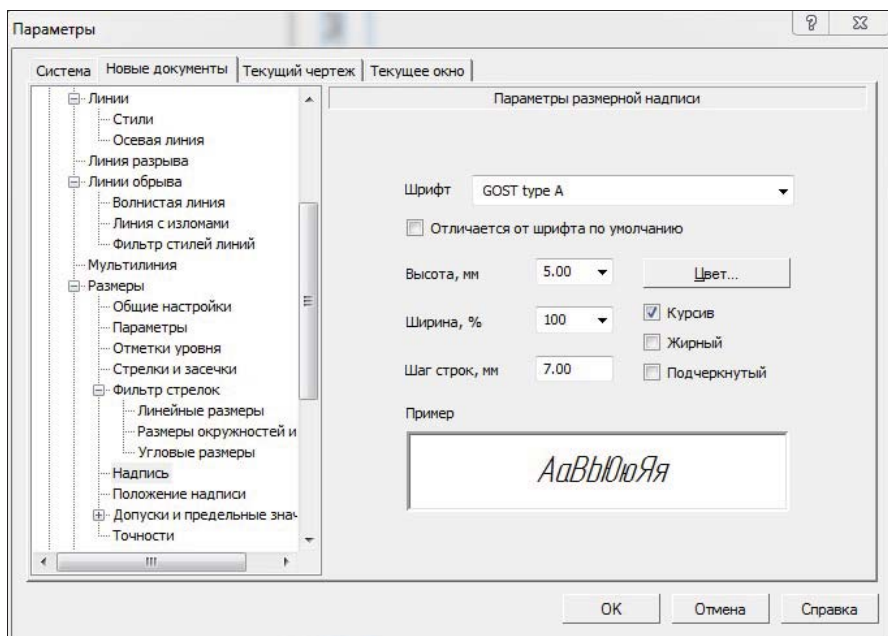 Параметры
Система Новые документы Текущий чертеж Текущее окно
Линии
Стили
Осевая линия
Линия разрыва
Линии обрыва
Волнистая линия
Линия с изломами
Фильтр стилей линий
Мультилиния
Размеры
Общие настройки
Параметры
Отметки уровня
Стрелки и засечки
Фильтр стрелок
Линейные размеры
Размеры окружностей и
Угловые размеры
Надпись
Положение надписи
Допуски и предельные знач
Точности
Параметры размерной надписи
Шрифт GOST type A
Отличается от шрифта по умолчанию
Высота, мм 5.00 Цвет...
Ширина, % 100 Курсив
Жирный
Шаг строк, мм 7.00 Подчеркнутый
Пример
АаВЬЮюЯя
OK Отмена Справка